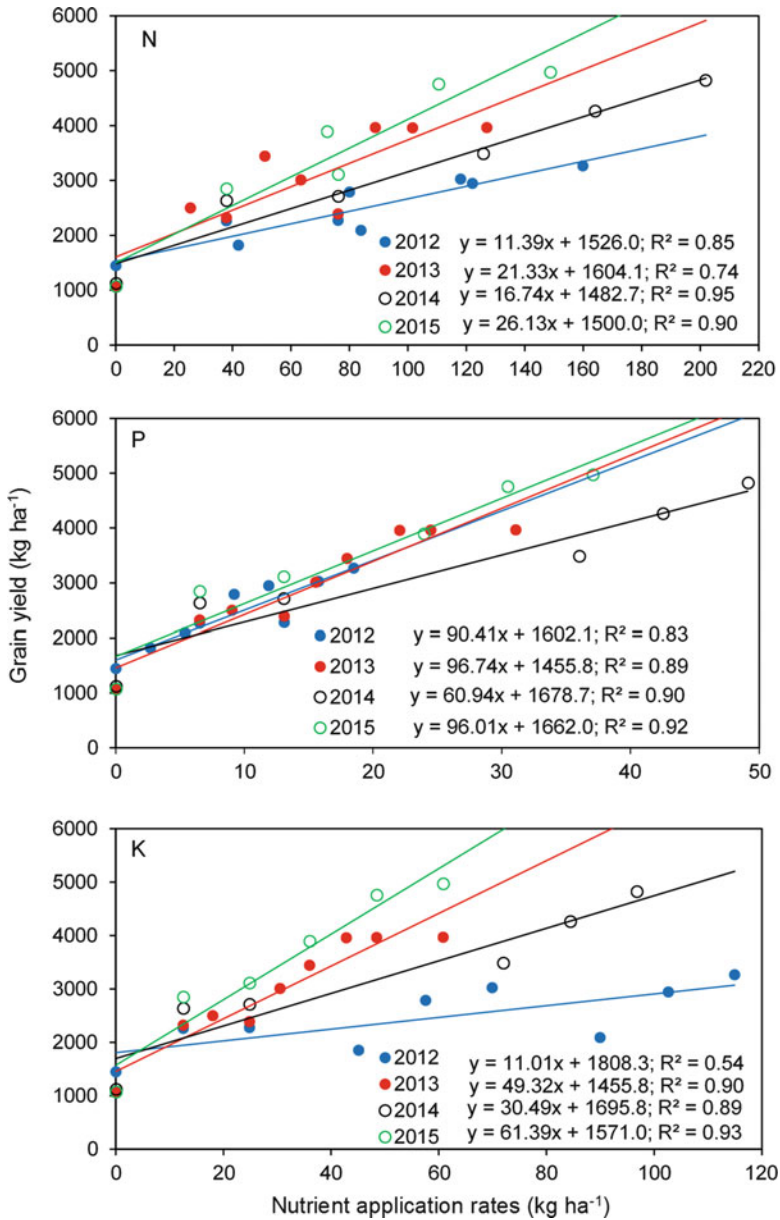 6000
N
5000
4000
3000
2000
2012 y = 11.39x + 1526.0; R² = 0.85
2013 y = 21.33x + 1604.1; R² = 0.74
1000
2014 y = 16.74x + 1482.7; R² = 0.95
2015 y = 26.13x + 1500.0; R² = 0.90
0
0 20 40 60 80 100 120 140 160 180 200 220
Grain yield (kg ha⁻¹)
6000
P
5000
4000
3000
2000
2012 y = 90.41x + 1602.1; R² = 0.83
2013 y = 96.74x + 1455.8; R² = 0.89
1000
2014 y = 60.94x + 1678.7; R² = 0.90
2015 y = 96.01x + 1662.0; R² = 0.92
0
0 10 20 30 40 50
6000
K
5000
4000
3000
2000
2012 y = 11.01x + 1808.3; R² = 0.54
2013 y = 49.32x + 1455.8; R² = 0.90
1000
2014 y = 30.49x + 1695.8; R² = 0.89
2015 y = 61.39x + 1571.0; R² = 0.93
0
0 20 40 60 80 100 120
Nutrient application rates (kg ha⁻¹)